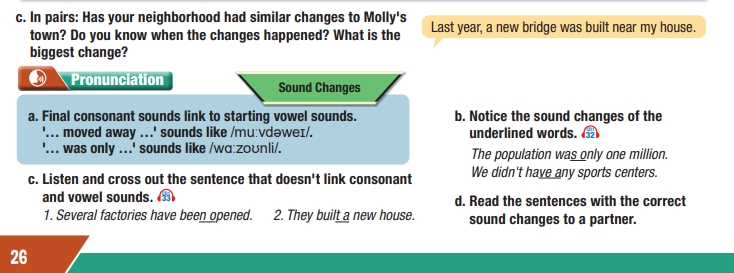 c. In pairs: Has your neighborhood had similar changes to Molly's
town? Do you know when the changes happened? What is the
biggest change?
Last year, a new bridge was built near my house.
Pronunciation
Sound Changes
a. Final consonant sounds link to starting vowel sounds.
'... moved away ...' sounds like /muːvdəweɪ/.
'... was only ...' sounds like /wɑːzoʊnli/.
b. Notice the sound changes of the
underlined words. 32
The population was only one million.
We didn't have any sports centers.
c. Listen and cross out the sentence that doesn't link consonant
and vowel sounds. 33
1. Several factories have been opened. 2. They built a new house.
d. Read the sentences with the correct
sound changes to a partner.
26